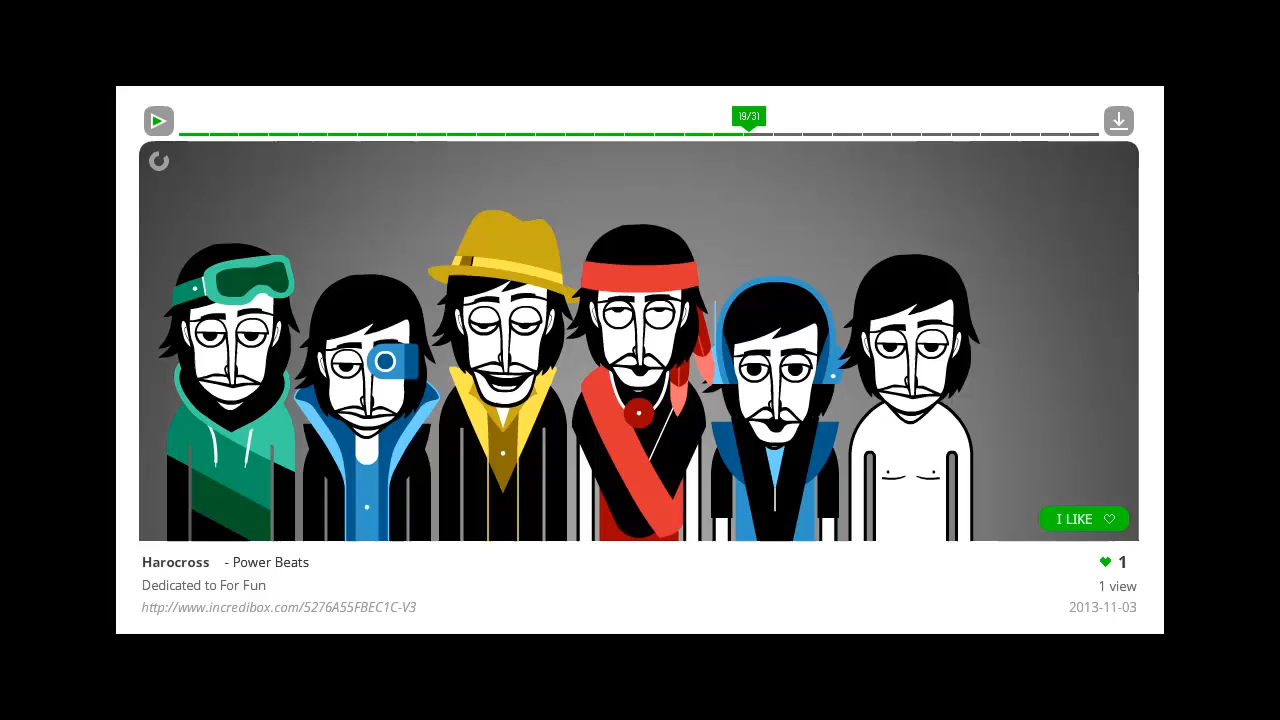 19/31
I LIKE
Harocross - Power Beats
1
Dedicated to For Fun
1 view
http://www.incredibox.com/5276A55FBEC1C-V3
2013-11-03